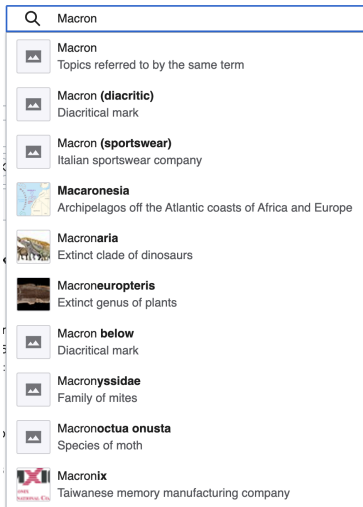 Macron
Macron
Topics referred to by the same term
Macron (diacritic)
Diacritical mark
Macron (sportswear)
Italian sportswear company
Macaronesia
Archipelagos off the Atlantic coasts of Africa and Europe
Macronaria
Extinct clade of dinosaurs
Macroneuropteris
Extinct genus of plants
Macron below
Diacritical mark
Macronyssidae
Family of mites
Macronoctua onusta
Species of moth
Macronix
Taiwanese memory manufacturing company